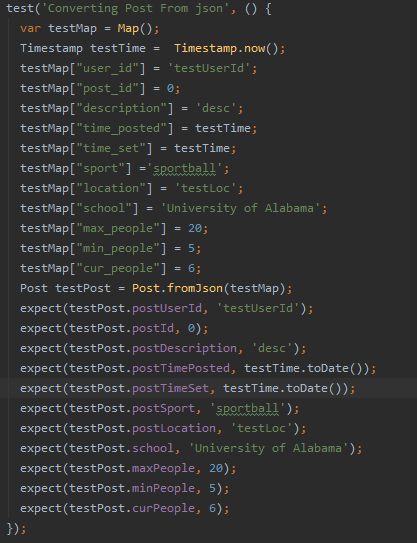 test('Converting Post From json', () {
var testMap = Map();
Timestamp testTime =  Timestamp.now();
testMap["user_id"] = 'testUserId';
testMap["post_id"] = 0;
testMap["description"] = 'desc';
testMap["time_posted"] = testTime;
testMap["time_set"] = testTime;
testMap["sport"] ='sportball';
testMap["location"] = 'testLoc';
testMap["school"] = 'University of Alabama';
testMap["max_people"] = 20;
testMap["min_people"] = 5;
testMap["cur_people"] = 6;
Post testPost = Post.fromJson(testMap);
expect(testPost.postUserId, 'testUserId');
expect(testPost.postId, 0);
expect(testPost.postDescription, 'desc');
expect(testPost.postTimePosted, testTime.toDate());
expect(testPost.postTimeSet, testTime.toDate());
expect(testPost.postSport, 'sportball');
expect(testPost.postLocation, 'testLoc');
expect(testPost.school, 'University of Alabama');
expect(testPost.maxPeople, 20);
expect(testPost.minPeople, 5);
expect(testPost.curPeople, 6);
});